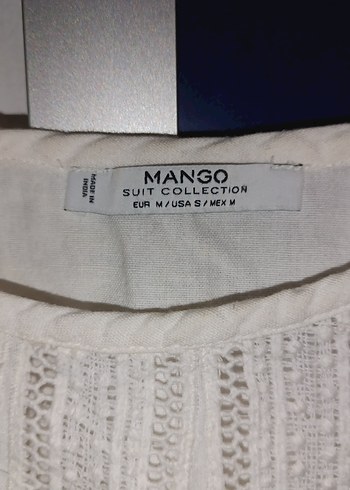 MANGO
SUIT COLLECTION
EUR M / USA S / MEX M
MADE IN
INDIA